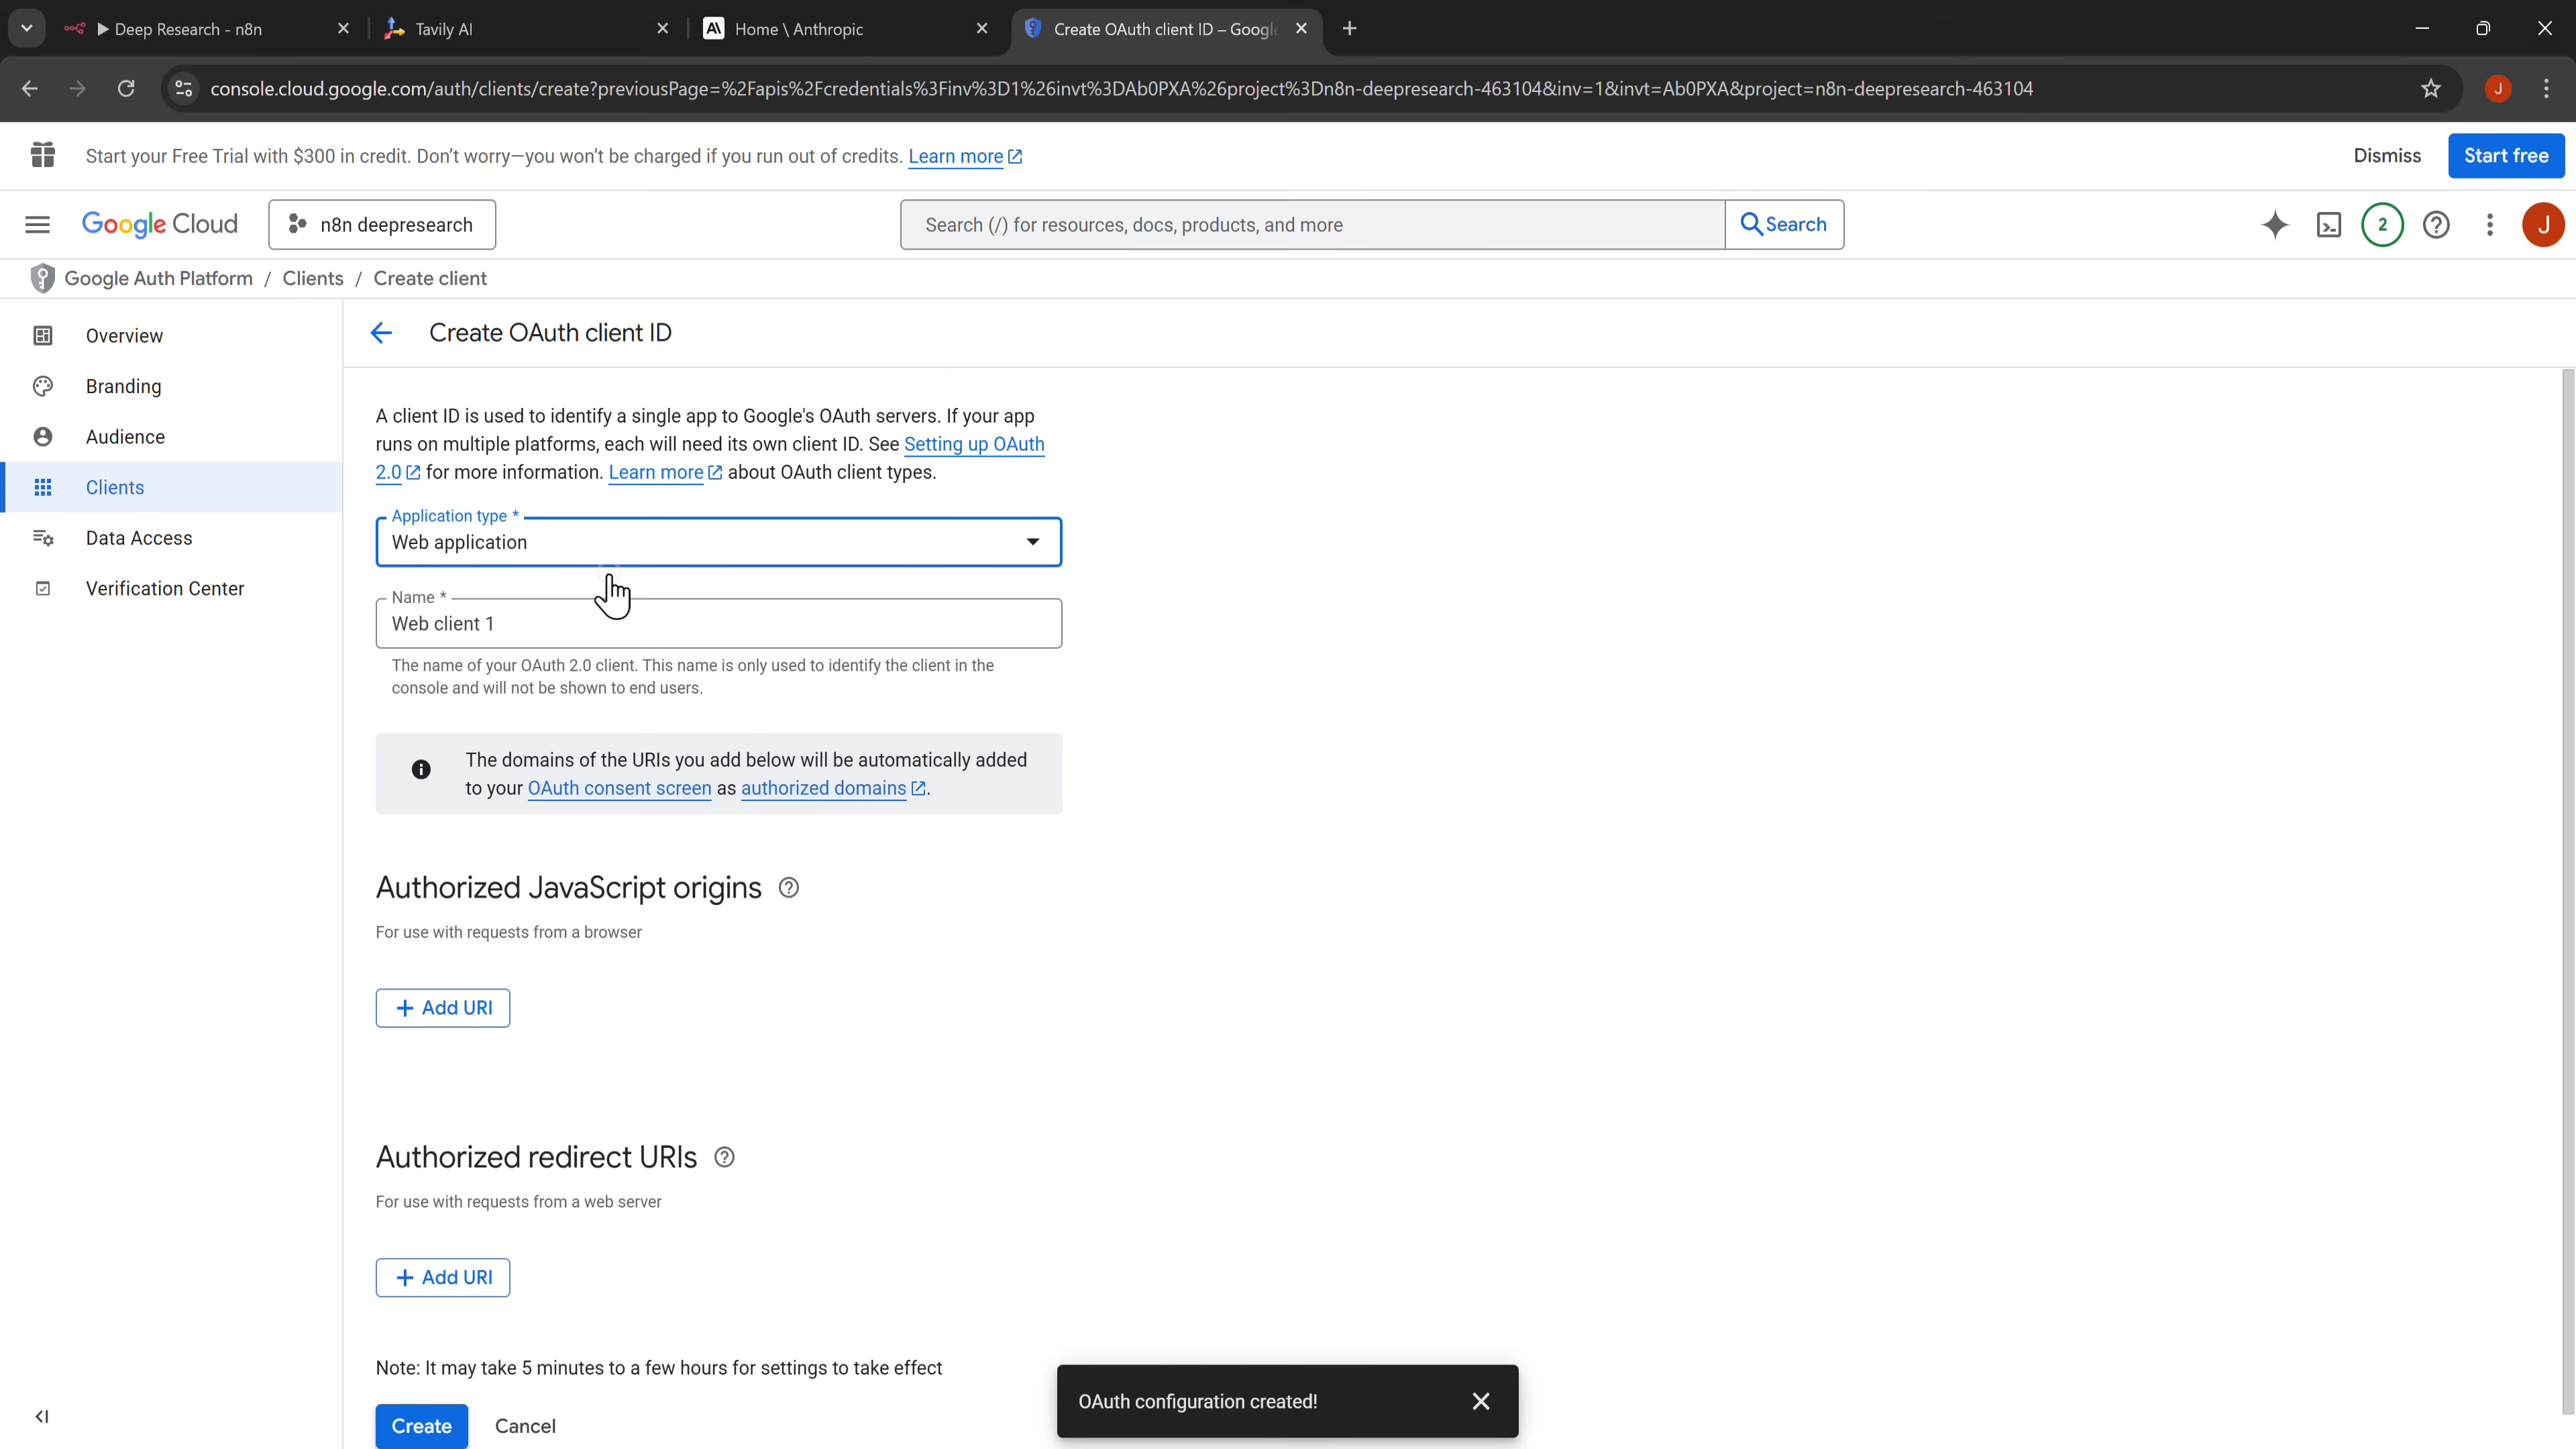 Deep Research - n8n
Tavily AI
Home \ Anthropic
Create OAuth client ID – Google
console.cloud.google.com/auth/clients/create?previousPage=%2Fapis%2Fcredentials%3Finv%3D1%26invt%3DAb0PXA%26project%3Dn8n-deepresearch-463104&inv=1&invt=Ab0PXA&project=n8n-deepresearch-463104
J
Start your Free Trial with $300 in credit. Don't worry—you won't be charged if you run out of credits. Learn more
Dismiss
Start free
Google Cloud
n8n deepresearch
Search (/) for resources, docs, products, and more
Search
2
J
Google Auth Platform / Clients / Create client
Overview
Branding
Audience
Clients
Data Access
Verification Center
Create OAuth client ID
A client ID is used to identify a single app to Google's OAuth servers. If your app
runs on multiple platforms, each will need its own client ID. See Setting up OAuth
2.0 for more information. Learn more about OAuth client types.
Application type *
Web application
Name *
Web client 1
The name of your OAuth 2.0 client. This name is only used to identify the client in the
console and will not be shown to end users.
The domains of the URIs you add below will be automatically added
to your OAuth consent screen as authorized domains.
Authorized JavaScript origins
For use with requests from a browser
+ Add URI
Authorized redirect URIs
For use with requests from a web server
+ Add URI
Note: It may take 5 minutes to a few hours for settings to take effect
Create
Cancel
OAuth configuration created!